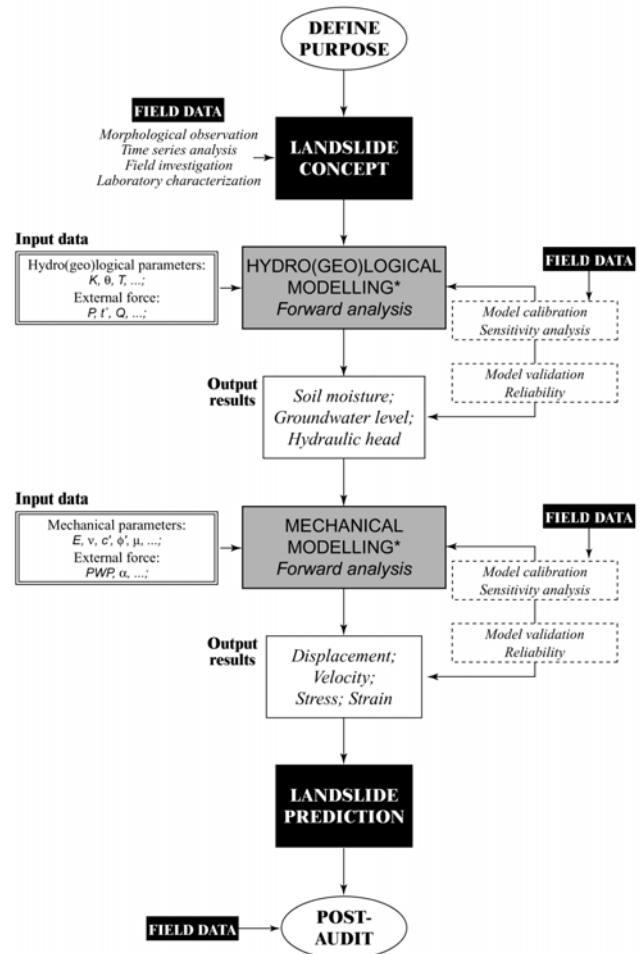 DEFINE
PURPOSE
FIELD DATA
Morphological observation
Time series analysis
Field investigation
Laboratory characterization
LANDSLIDE
CONCEPT
Input data
Hydro(geo)logical parameters:
K, θ, T, ...;
External force:
P, t°, Q, ...;
HYDRO(GEO)LOGICAL
MODELLING*
Forward analysis
FIELD DATA
Model calibration
Sensitivity analysis
Model validation
Reliability
Output
results
Soil moisture;
Groundwater level;
Hydraulic head
Input data
Mechanical parameters:
E, ν, c', ϕ', μ, ...;
External force:
PWP, α, ...;
MECHANICAL
MODELLING*
Forward analysis
FIELD DATA
Model calibration
Sensitivity analysis
Model validation
Reliability
Output
results
Displacement;
Velocity;
Stress; Strain
LANDSLIDE
PREDICTION
FIELD DATA
POST-
AUDIT